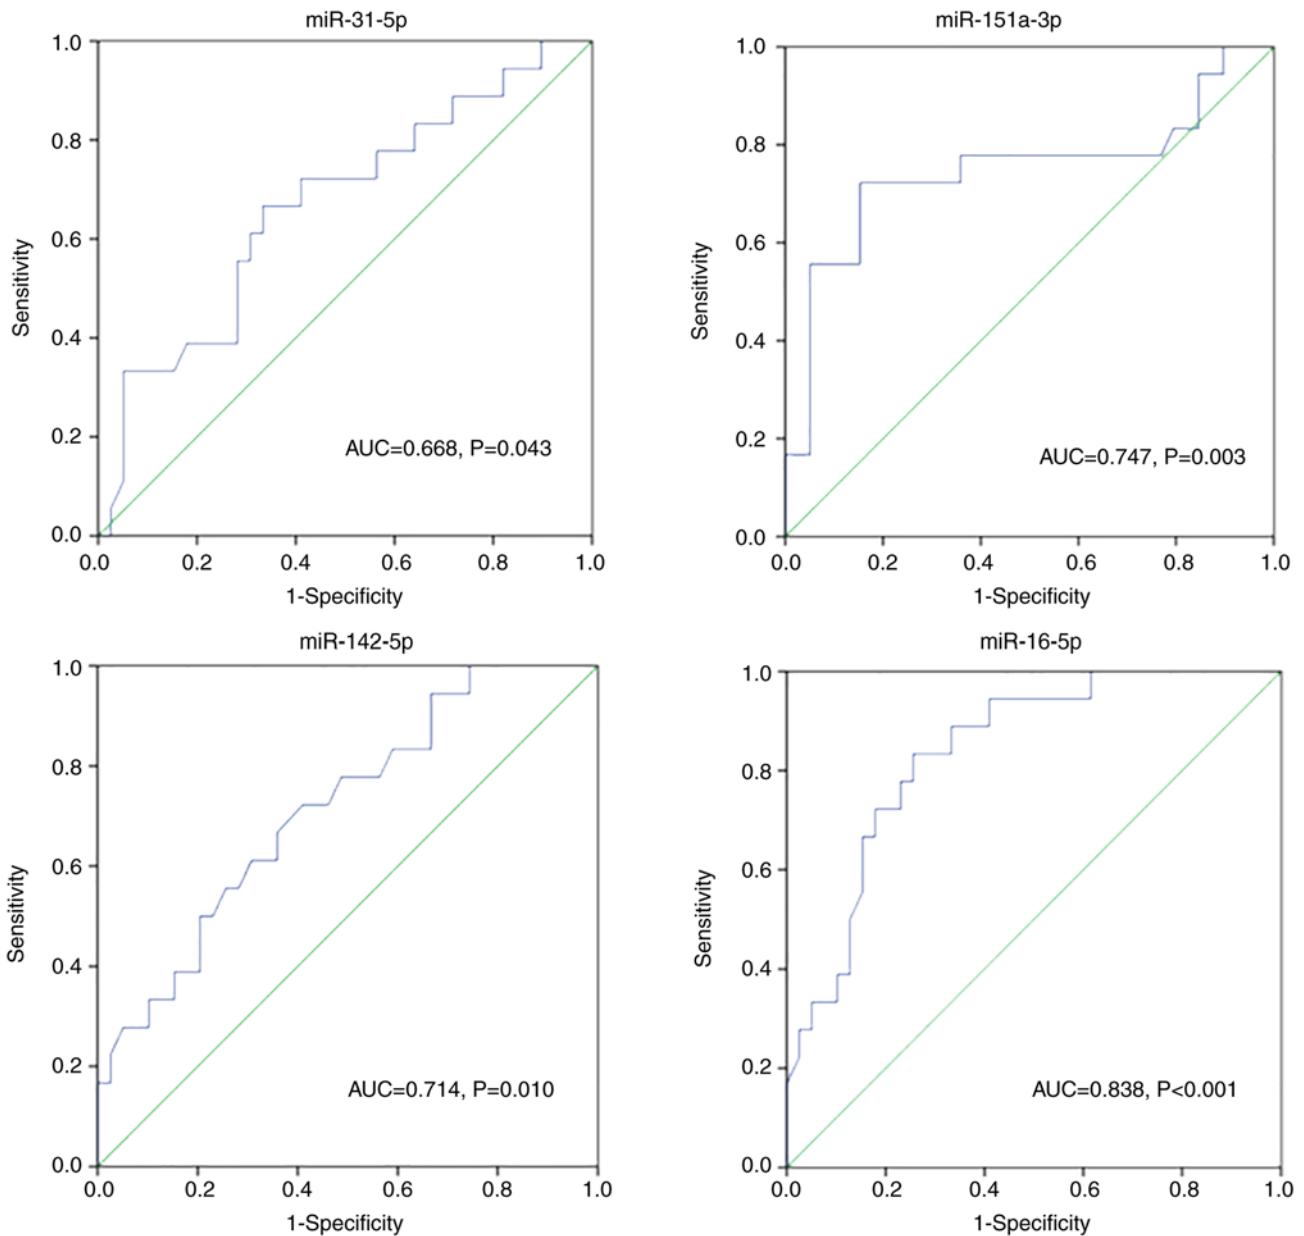 miR-31-5p
1.0
0.8
0.6
0.4
0.2
0.0
Sensitivity
AUC=0.668, P=0.043
0.0 0.2 0.4 0.6 0.8 1.0
1-Specificity
miR-151a-3p
1.0
0.8
0.6
0.4
0.2
0.0
Sensitivity
AUC=0.747, P=0.003
0.0 0.2 0.4 0.6 0.8 1.0
1-Specificity
miR-142-5p
1.0
0.8
0.6
0.4
0.2
0.0
Sensitivity
AUC=0.714, P=0.010
0.0 0.2 0.4 0.6 0.8 1.0
1-Specificity
miR-16-5p
1.0
0.8
0.6
0.4
0.2
0.0
Sensitivity
AUC=0.838, P<0.001
0.0 0.2 0.4 0.6 0.8 1.0
1-Specificity